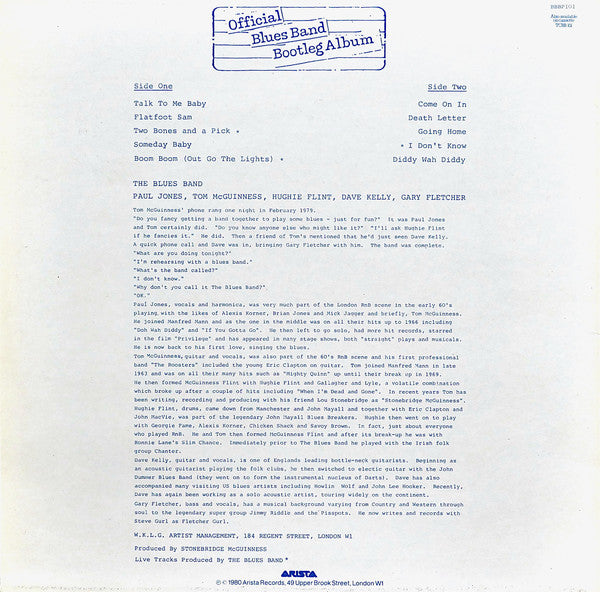 BBBP101
Also available
on cassette
Official
Blues Band
Bootleg Album
Side One
Side Two
Talk To Me Baby
Come On In
Flatfoot Sam
Death Letter
Two Bones and a Pick *
Going Home
Someday Baby
* I Don't Know
Boom Boom (Out Go The Lights) *
Diddy Wah Diddy
THE BLUES BAND
PAUL JONES, TOM McGUINNESS, HUGHIE FLINT, DAVE KELLY, GARY FLETCHER
Tom McGuinness' phone rang one night in February 1979.
"Do you fancy getting a band together to play some blues - just for fun?" It was Paul Jones
and Tom certainly did. "Do you know anyone else who might like it?" "I'll ask Hughie Flint
if he fancies it." He did. Then a friend of Tom's mentioned that he'd just seen Dave Kelly.
A quick phone call and Dave was in, bringing Gary Fletcher with him. The band was complete.
"What are you doing tonight?"
"I'm rehearsing with a blues band."
"What's the band called?"
"I don't know."
"Why don't you call it The Blues Band?"
"OK."
Paul Jones, vocals and harmonica, was very much part of the London RnB scene in the early 60's
playing with the likes of Alexis Korner, Brian Jones and Mick Jagger and briefly, Tom McGuinness.
He joined Manfred Mann and as the one in the middle was on all their hits up to 1966 including
"Doh Wah Diddy" and "If You Gotta Go". He then left to go solo, had more hit records, starred
in the film "Privilege" and has appeared in many stage shows, both "straight" plays and musicals.
He is now back to his first love, singing the blues.
Tom McGuinness, guitar and vocals, was also part of the 60's RnB scene and his first professional
band "The Roosters" included the young Eric Clapton on guitar. Tom joined Manfred Mann in late
1963 and was on all their many hits such as "Mighty Quinn" up until their break up in 1969.
He then formed McGuinness Flint with Hughie Flint and Gallagher and Lyle, a volatile combination
which broke up after a couple of hits including "When I'm Dead and Gone". In recent years Tom has
been writing, recording and producing with his friend Lou Stonebridge as "Stonebridge McGuinness".
Hughie Flint, drums, came down from Manchester and John Mayall and together with Eric Clapton and
John MacVie, was part of the legendary John Mayall Blues Breakers. Hughie then went on to play
with Georgie Fame, Alexis Korner, Chicken Shack and Savoy Brown. In fact, just about everyone
who played RnB. He and Tom then formed McGuinness Flint and after its break-up he was with
Ronnie Lane's Slim Chance. Immediately prior to The Blues Band he played with the Irish folk
group Chanter.
Dave Kelly, guitar and vocals, is one of Englands leading bottle-neck guitarists. Beginning as
an acoustic guitarist playing the folk clubs, he then switched to electic guitar with the John
Dummer Blues Band (they went on to form the instrumental nucleus of Darts). Dave has also
accompanied many visiting US blues artists including Howlin Wolf and John Lee Hooker. Recently,
Dave has again been working as a solo acoustic artist, touring widely on the continent.
Gary Fletcher, bass and vocals, has a musical background varying from Country and Western through
soul to the legendary super group Jimmy Riddle and the Pisspots. He now writes and records with
Steve Gurl as Fletcher Gurl.
W.K.L.G. ARTIST MANAGEMENT, 184 REGENT STREET, LONDON W1
Produced By STONEBRIDGE McGUINNESS
Live Tracks Produced By THE BLUES BAND *
ARISTA
℗ © 1980 Arista Records, 49 Upper Brook Street, London W1